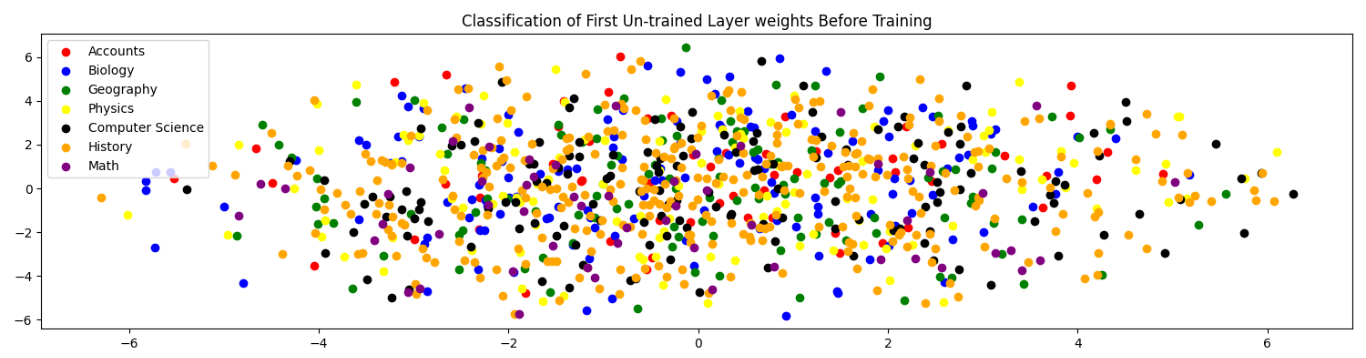 Classification of First Un-trained Layer weights Before Training
Accounts
Biology
Geography
Physics
Computer Science
History
Math
6
4
2
0
−2
−4
−6
−6 −4 −2 0 2 4 6